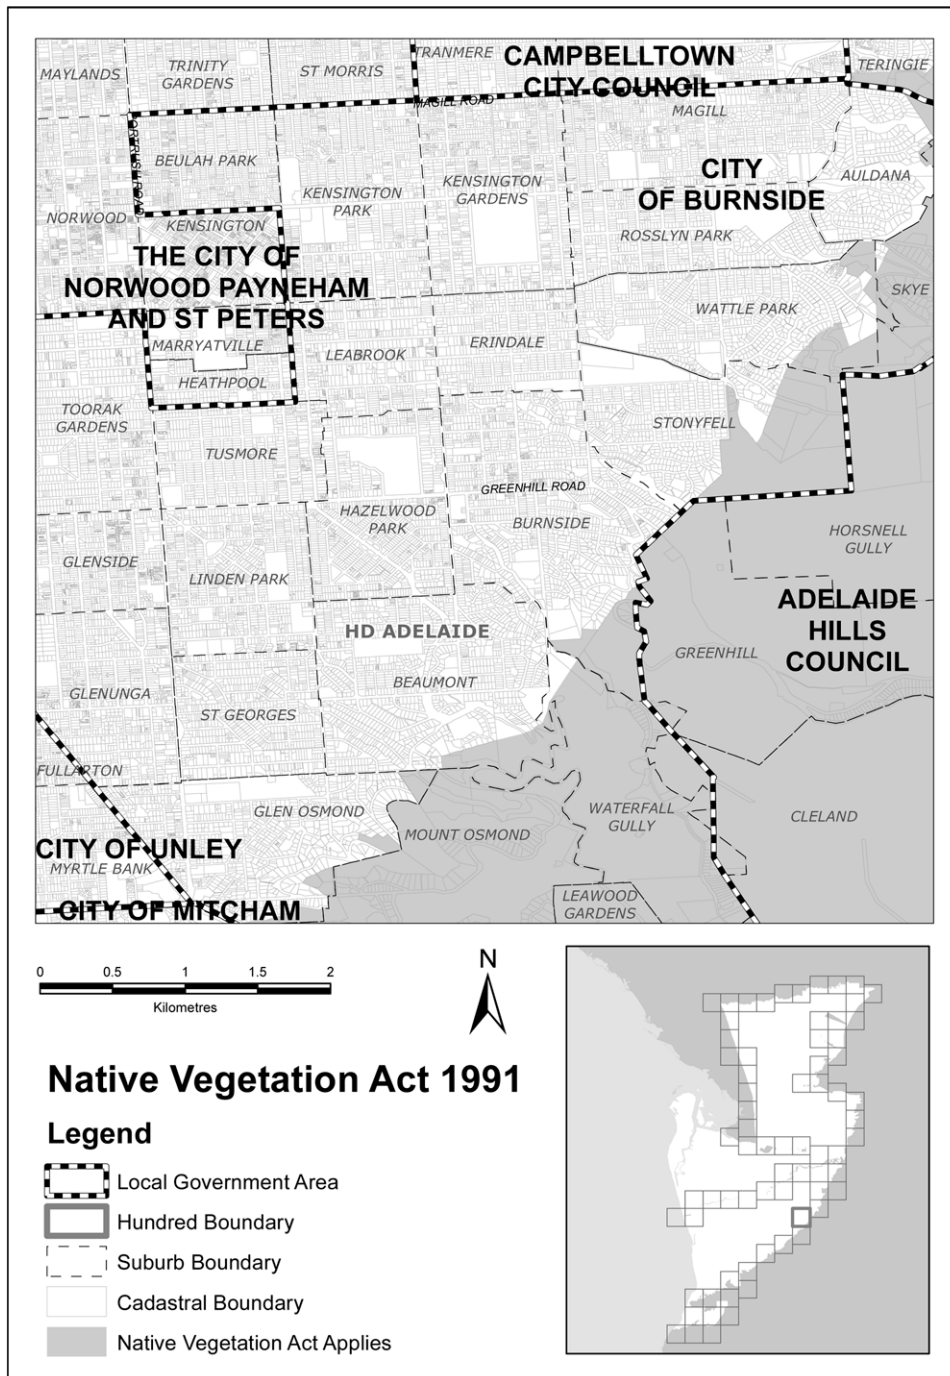 TRANMERE
CAMPBELLTOWN
CITY COUNCIL
TERINGIE
MAYLANDS
TRINITY
GARDENS
ST MORRIS
MAGILL ROAD
MAGILL
PORTRUSH ROAD
BEULAH PARK
KENSINGTON
PARK
KENSINGTON
GARDENS
CITY
OF BURNSIDE
AULDANA
NORWOOD
KENSINGTON
ROSSLYN PARK
THE CITY OF
NORWOOD PAYNEHAM
AND ST PETERS
SKYE
WATTLE PARK
MARRYATVILLE
LEABROOK
ERINDALE
HEATHPOOL
TOORAK
GARDENS
STONYFELL
TUSMORE
GREENHILL ROAD
HAZELWOOD
PARK
BURNSIDE
HORSNELL
GULLY
GLENSIDE
LINDEN PARK
ADELAIDE
HILLS
COUNCIL
HD ADELAIDE
GREENHILL
BEAUMONT
GLENUNGA
ST GEORGES
FULLARTON
GLEN OSMOND
MOUNT OSMOND
WATERFALL
GULLY
CLELAND
CITY OF UNLEY
MYRTLE BANK
LEAWOOD
GARDENS
CITY OF MITCHAM
0 0.5 1 1.5 2
Kilometres
N
Native Vegetation Act 1991
Legend
Local Government Area
Hundred Boundary
Suburb Boundary
Cadastral Boundary
Native Vegetation Act Applies